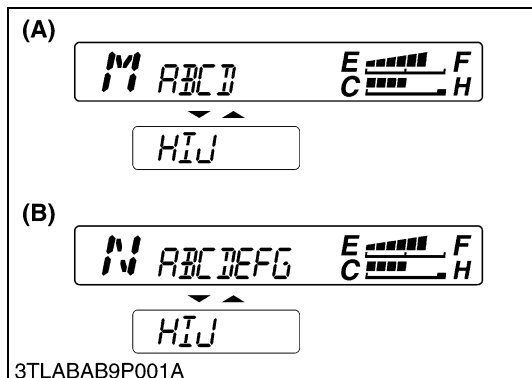 (A)
M ABCD E F
C H
HIJ
(B)
N ABCDEFG E F
C H
HIJ
3TLABAB9P001A